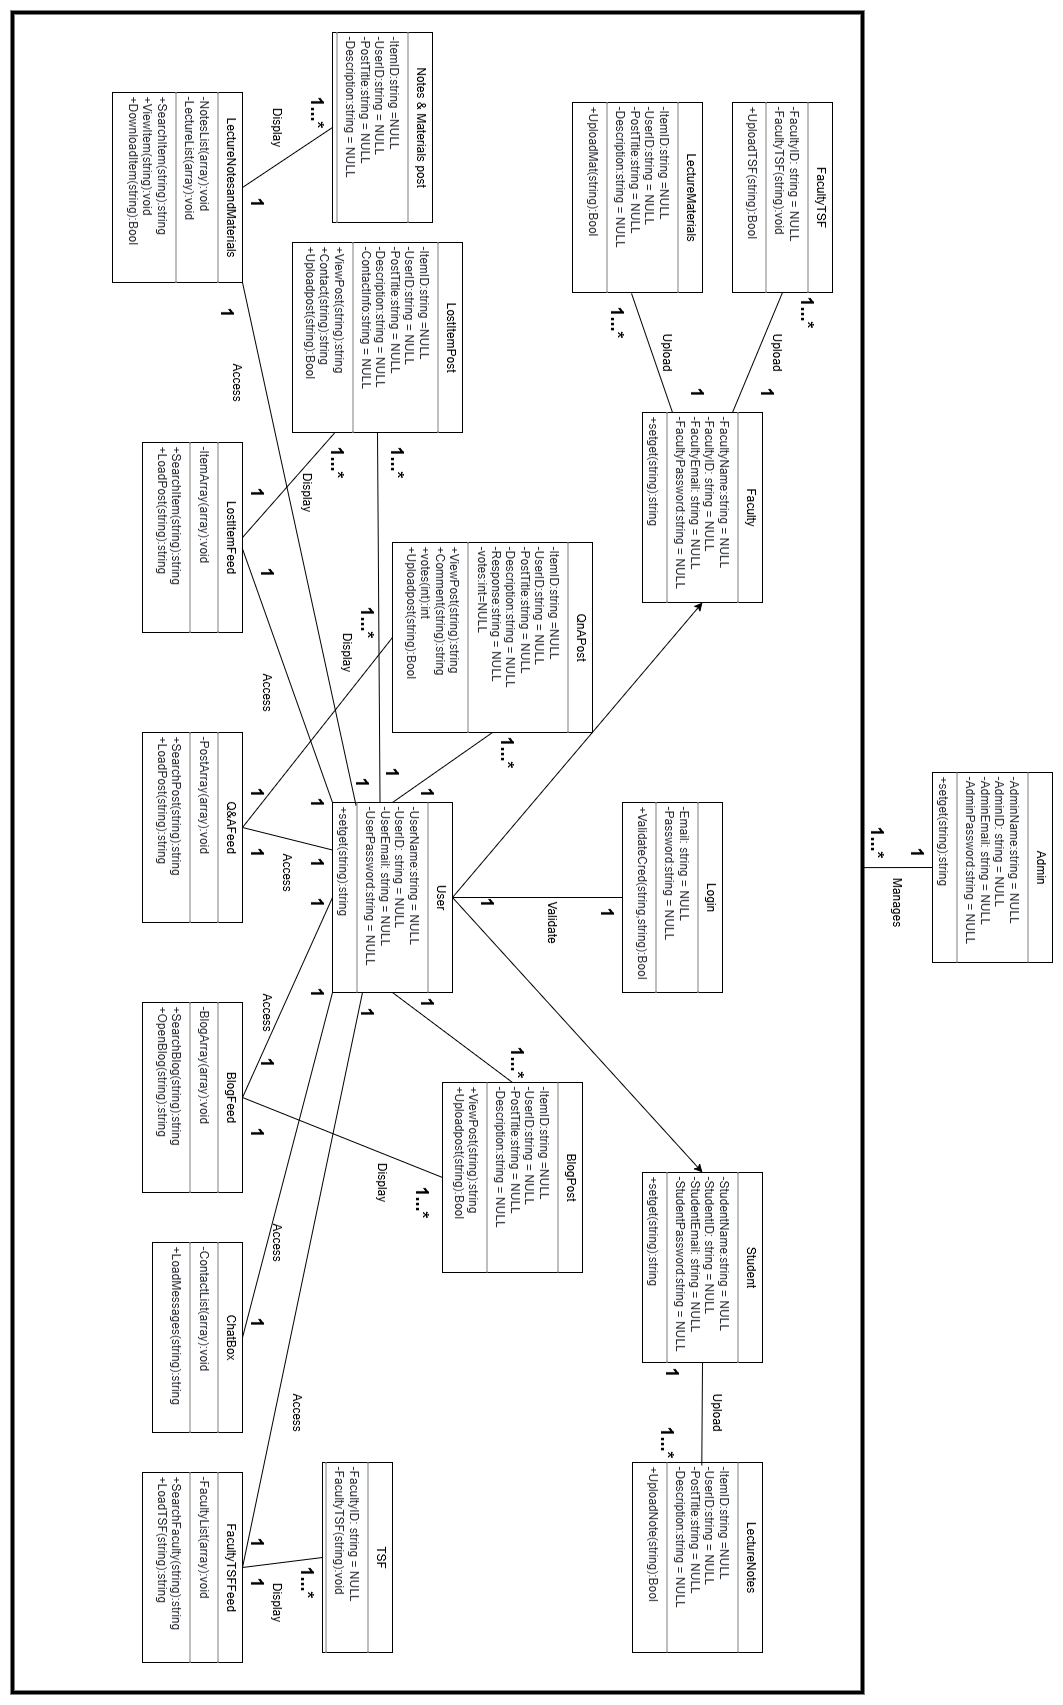 Admin
-AdminName:string = NULL
-AdminID: string = NULL
-AdminEmail: string = NULL
-AdminPassword:string = NULL
+setget(string):string
1
Manages
1...*
FacultyTSF
-FacultyID: string = NULL
-FacultyTSF(string):void
+UploadTSF(string):Bool
1...*
Upload
1
LectureMaterials
-ItemID:string =NULL
-UserID:string = NULL
-PostTitle:string = NULL
-Description:string = NULL
+UploadMat(string):Bool
1...*
Upload
1
Faculty
-FacultyName:string = NULL
-FacultyID: string = NULL
-FacultyEmail: string = NULL
-FacultyPassword:string = NULL
+setget(string):string
Login
-Email: string = NULL
-Password:string = NULL
+ValidateCred(string,string):Bool
1
Validate
1
Student
-StudentName:string = NULL
-StudentID: string = NULL
-StudentEmail: string = NULL
-StudentPassword:string = NULL
+setget(string):string
1
Upload
1...*
LectureNotes
-ItemID:string =NULL
-UserID:string = NULL
-PostTitle:string = NULL
-Description:string = NULL
+UploadNote(string):Bool
Notes & Materials post
-ItemID:string =NULL
-UserID:string = NULL
-PostTitle:string = NULL
-Description:string = NULL
1...*
Display
1
LostItemPost
-ItemID:string =NULL
-UserID:string = NULL
-PostTitle:string = NULL
-Description:string = NULL
-ContactInfo:string = NULL
+ViewPost(string):string
+Contact(string):string
+Uploadpost(string):Bool
1...*
1...*
Display
1
QnAPost
-ItemID:string =NULL
-UserID:string = NULL
-PostTitle:string = NULL
-Description:string = NULL
-Response:string = NULL
-votes:int=NULL
+ViewPost(string):string
+Comment(string):string
+votes(int):int
+Uploadpost(string):Bool
1...*
1...*
Display
1
User
-UserName:string = NULL
-UserID: string = NULL
-UserEmail: string = NULL
-UserPassword:string = NULL
+setget(string):string
1
1
1
1
1
1
1
1
1
BlogPost
-ItemID:string =NULL
-UserID:string = NULL
-PostTitle:string = NULL
-Description:string = NULL
+ViewPost(string):string
+Uploadpost(string):Bool
1...*
1...*
Display
1
TSF
-FacultyID: string = NULL
-FacultyTSF(string):void
1...*
Display
1
LectureNotesandMaterials
-NotesList(array):void
-LectureList(array):void
+SearchItem(string):string
+ViewItem(string):void
+DownloadItem(string):Bool
1
Access
LostItemFeed
-ItemArray(array):void
+SearchItem(string):string
+LoadPost(string):string
1
Access
Q&AFeed
-PostArray(array):void
+SearchPost(string):string
+LoadPost(string):string
1
Access
BlogFeed
-BlogArray(array):void
+SearchBlog(string):string
+OpenBlog(string):string
1
Access
ChatBox
-ContactList(array):void
+LoadMessages(string):string
1
Access
FacultyTSFFeed
-FacultyList(array):void
+SearchFaculty(string):string
+LoadTSF(string):string
1
Access